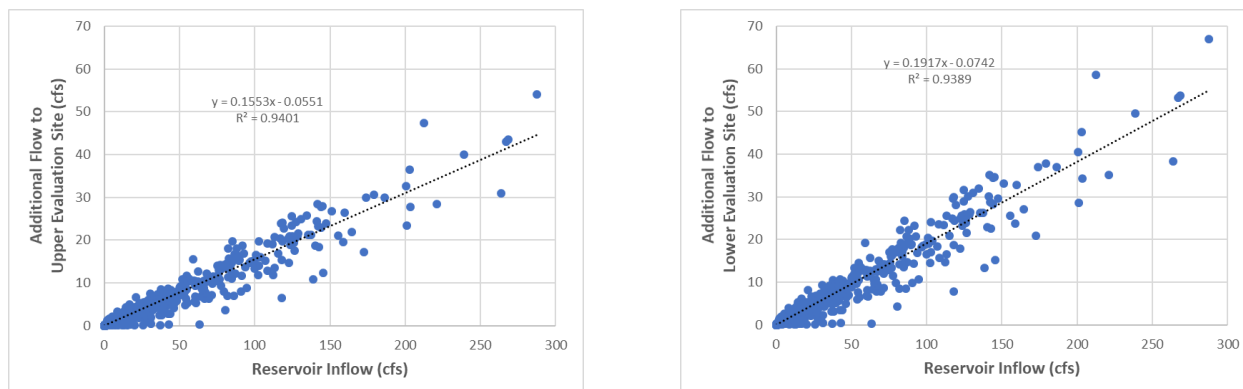 Additional Flow to
Upper Evaluation Site (cfs)
70
60
50
40
30
20
10
0
y = 0.1553x - 0.0551
R² = 0.9401
0 50 100 150 200 250 300
Reservoir Inflow (cfs)
Additional Flow to
Lower Evaluation Site (cfs)
70
60
50
40
30
20
10
0
y = 0.1917x - 0.0742
R² = 0.9389
0 50 100 150 200 250 300
Reservoir Inflow (cfs)